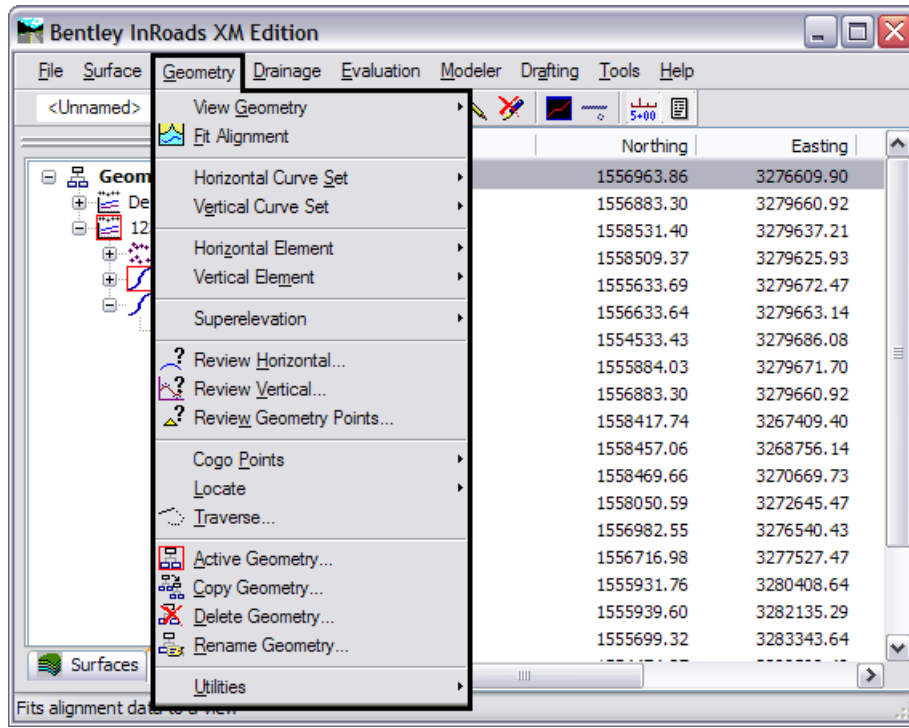 Bentley InRoads XM Edition
File Surface Geometry Drainage Evaluation Modeler Drafting Tools Help
<Unnamed>
5+00
View Geometry
Fit Alignment
Horizontal Curve Set
Vertical Curve Set
Horizontal Element
Vertical Element
Superelevation
Review Horizontal...
Review Vertical...
Review Geometry Points...
Cogo Points
Locate
Traverse...
Active Geometry...
Copy Geometry...
Delete Geometry...
Rename Geometry...
Utilities
Geom
De
12
Northing Easting
1556963.86 3276609.90
1556883.30 3279660.92
1558531.40 3279637.21
1558509.37 3279625.93
1555633.69 3279672.47
1556633.64 3279663.14
1554533.43 3279686.08
1555884.03 3279671.70
1556883.30 3279660.92
1558417.74 3267409.40
1558457.06 3268756.14
1558469.66 3270669.73
1558050.59 3272645.47
1556982.55 3276540.43
1556716.98 3277527.47
1555931.76 3280408.64
1555939.60 3282135.29
1555699.32 3283343.64
Surfaces
Fits alignment data to a view